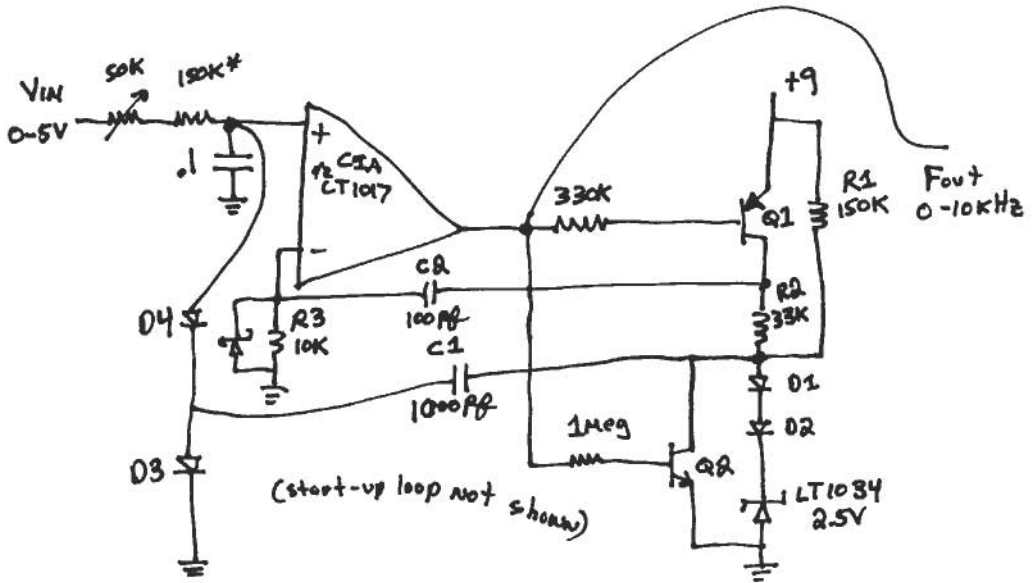 VIN
0-5V
50K
150K*
.1
+
-
1/2 C1A
LT1017
330K
+9
Q1
R1
150K
Fout
0-10KHz
C2
100pf
R2
33K
R3
10K
C1
1000pf
D4
D3
D1
D2
1Meg
Q2
LT1034
2.5V
(start-up loop not shown)